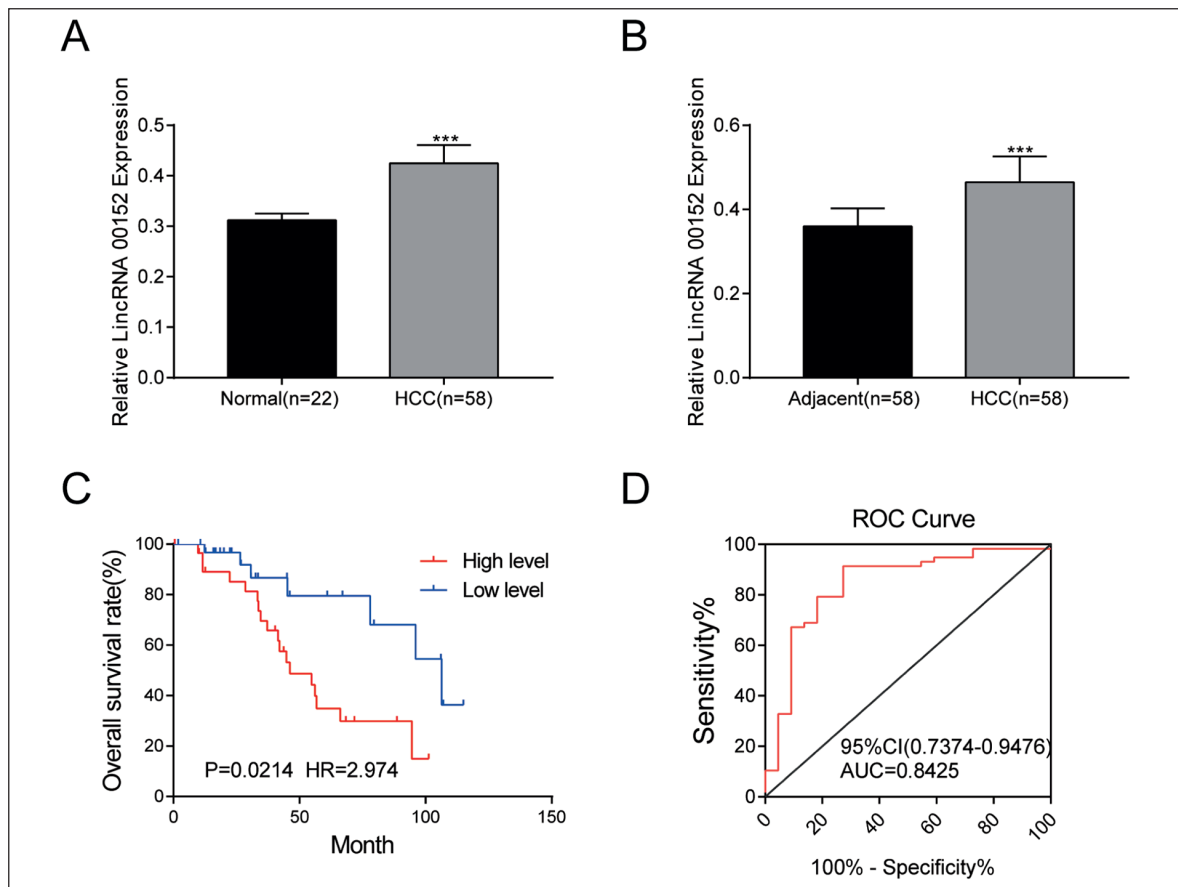 A
Relative LincRNA 00152 Expression
0.5
0.4
0.3
0.2
0.1
0.0
***
Normal(n=22)
HCC(n=58)
B
Relative LincRNA 00152 Expression
0.6
0.4
0.2
0.0
***
Adjacent(n=58)
HCC(n=58)
C
Overall survival rate(%)
100
80
60
40
20
0
High level
Low level
P=0.0214 HR=2.974
0
50
100
150
Month
D
ROC Curve
Sensitivity%
100
80
60
40
20
0
95%CI(0.7374-0.9476)
AUC=0.8425
0
20
40
60
80
100
100% - Specificity%